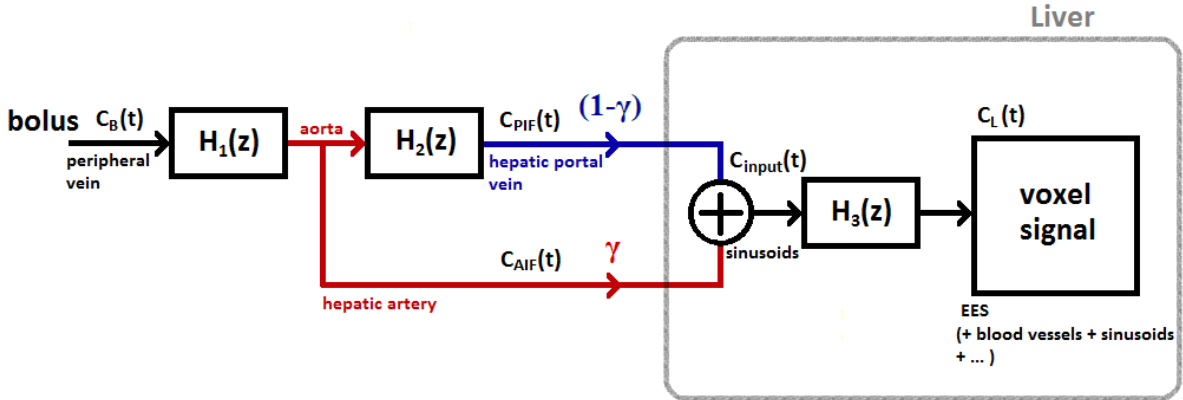 Liver
bolus
C_B(t)
peripheral
vein
H_1(z)
aorta
H_2(z)
C_PIF(t)
(1-γ)
hepatic portal
vein
C_AIF(t)
γ
hepatic artery
C_input(t)
+
sinusoids
H_3(z)
C_L(t)
voxel
signal
EES
(+ blood vessels + sinusoids
+ ... )